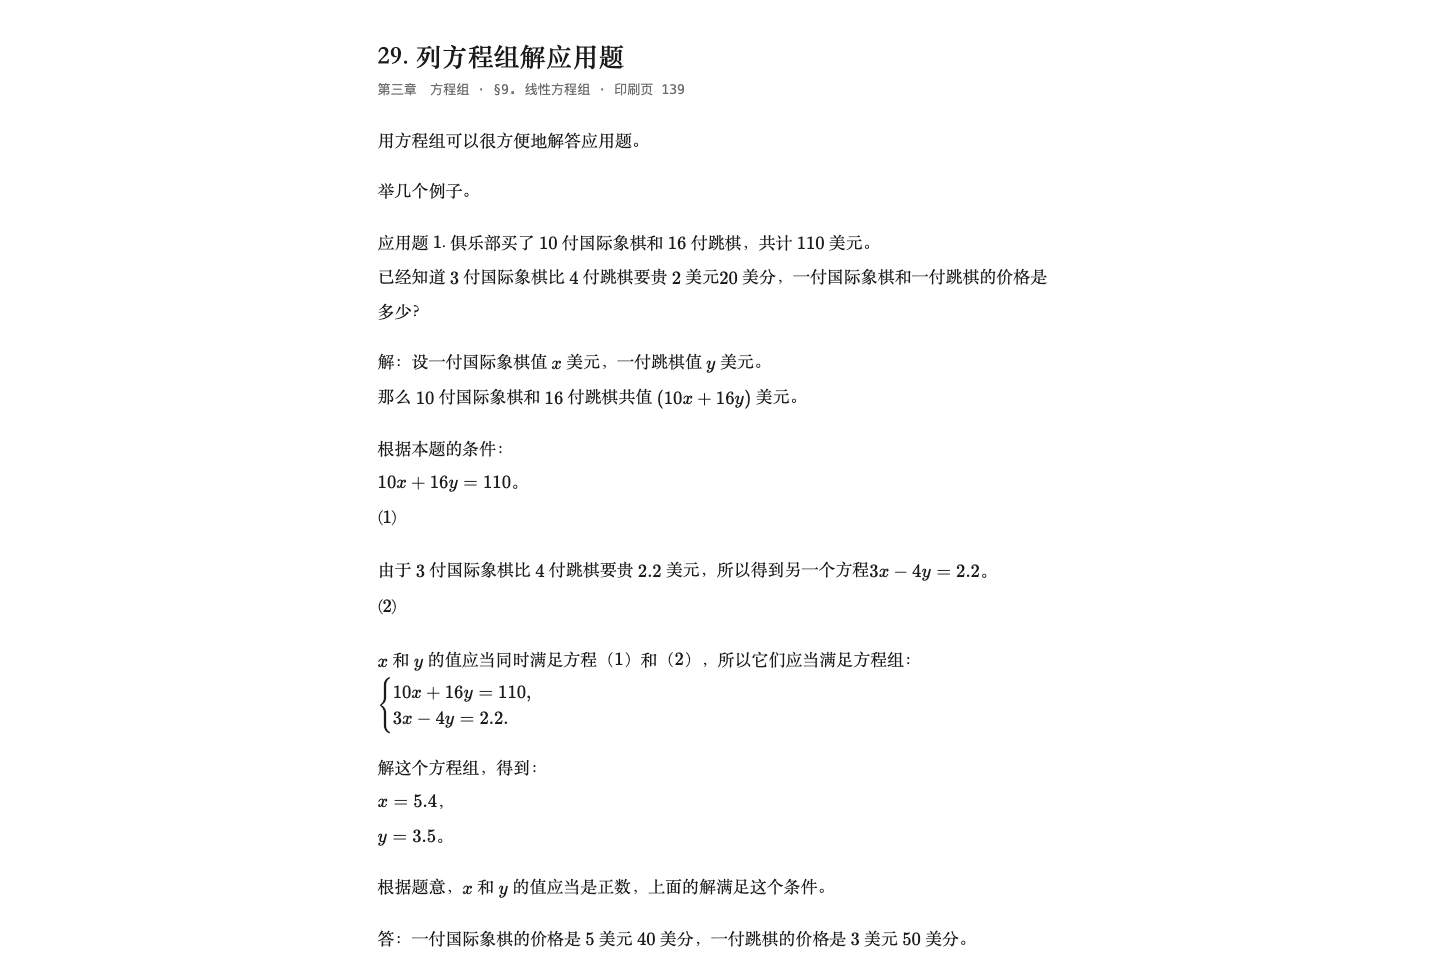 29. 列方程组解应用题
第三章　方程组 · §9. 线性方程组 · 印刷页 139
用方程组可以很方便地解答应用题。
举几个例子。
应用题 1. 俱乐部买了 10 付国际象棋和 16 付跳棋，共计 110 美元。
已经知道 3 付国际象棋比 4 付跳棋要贵 2 美元20 美分，一付国际象棋和一付跳棋的价格是
多少？
解：设一付国际象棋值 x 美元，一付跳棋值 y 美元。
那么 10 付国际象棋和 16 付跳棋共值 (10x + 16y) 美元。
根据本题的条件：
10x + 16y = 110。
(1)
由于 3 付国际象棋比 4 付跳棋要贵 2.2 美元，所以得到另一个方程3x − 4y = 2.2。
(2)
x 和 y 的值应当同时满足方程（1）和（2），所以它们应当满足方程组：
10x + 16y = 110,
3x − 4y = 2.2.
解这个方程组，得到：
x = 5.4，
y = 3.5。
根据题意，x 和 y 的值应当是正数，上面的解满足这个条件。
答：一付国际象棋的价格是 5 美元 40 美分，一付跳棋的价格是 3 美元 50 美分。